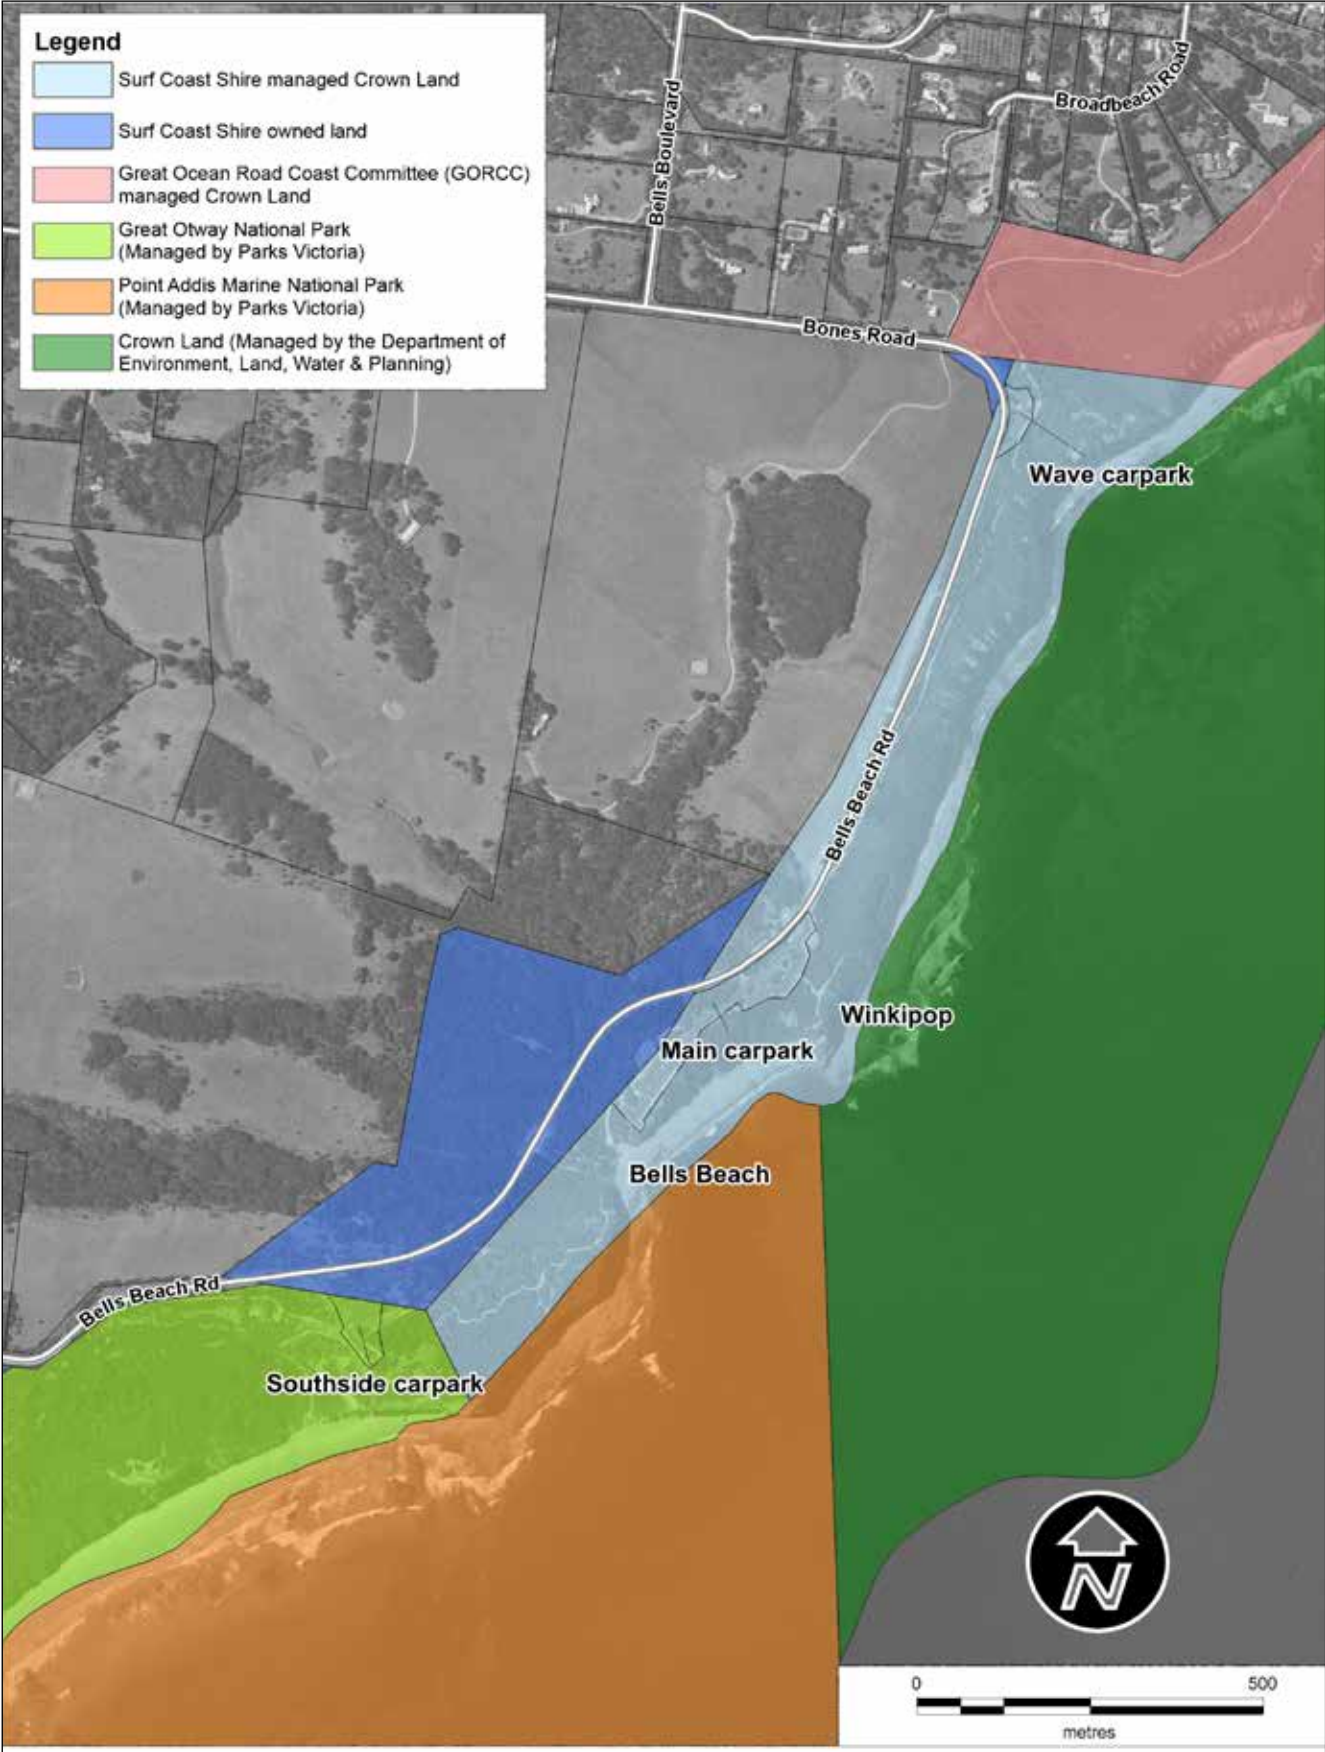 Legend
Surf Coast Shire managed Crown Land
Surf Coast Shire owned land
Great Ocean Road Coast Committee (GORCC)
managed Crown Land
Great Otway National Park
(Managed by Parks Victoria)
Point Addis Marine National Park
(Managed by Parks Victoria)
Crown Land (Managed by the Department of
Environment, Land, Water & Planning)
Bells Boulevard
Broadbeach Road
Bones Road
Wave carpark
Bells Beach Rd
Winkipop
Main carpark
Bells Beach
Bells Beach Rd
Southside carpark
N
0 500
metres